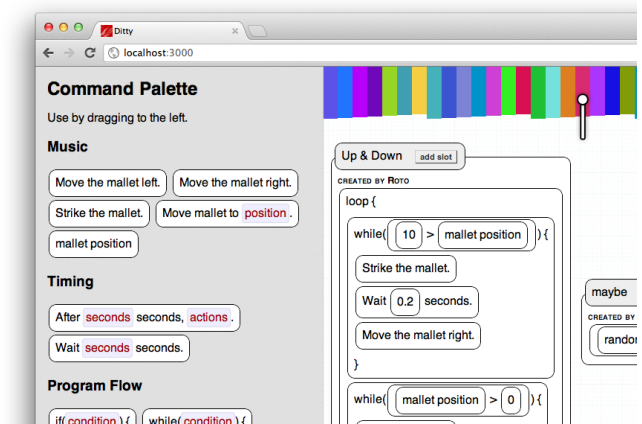 Ditty
localhost:3000
Command Palette
Use by dragging to the left.
Music
Move the mallet left. Move the mallet right.
Strike the mallet. Move mallet to position .
mallet position
Timing
After seconds seconds, actions .
Wait seconds seconds.
Program Flow
if( condition ) { while( condition ) {
Up & Down add slot
CREATED BY ROTO
loop {
while( 10 > mallet position ) {
Strike the mallet.
Wait 0.2 seconds.
Move the mallet right.
}
while( mallet position > 0 ) {
maybe
CREATED BY